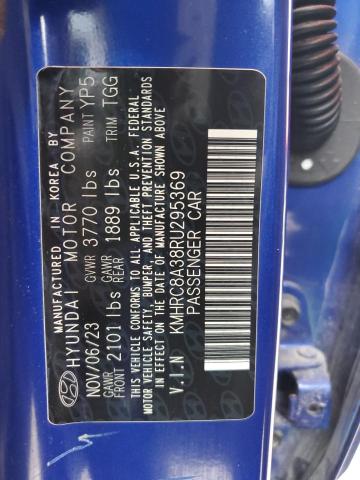 MANUFACTURED IN KOREA BY
HYUNDAI MOTOR COMPANY
NOV/06/23 GVWR 3770 lbs PAINT YP5
GAWR FRONT 2101 lbs GAWR REAR 1889 lbs TRIM TGG
THIS VEHICLE CONFORMS TO ALL APPLICABLE U.S.A. FEDERAL
MOTOR VEHICLE SAFETY, BUMPER, AND THEFT PREVENTION STANDARDS
IN EFFECT ON THE DATE OF MANUFACTURE SHOWN ABOVE
V.I.N KMHRC8A38RU295369
PASSENGER CAR